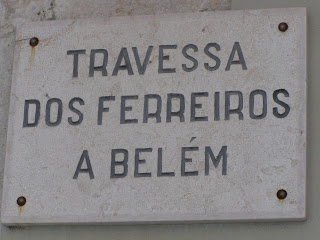 TRAVESSA
DOS FERREIROS
A BELÉM